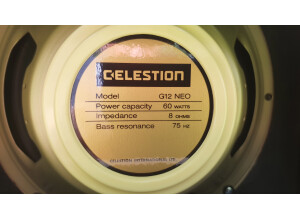 CELESTION
Model G12 NEO
Power capacity 60 WATTS
Impedance 8 OHMS
Bass resonance 75 HZ